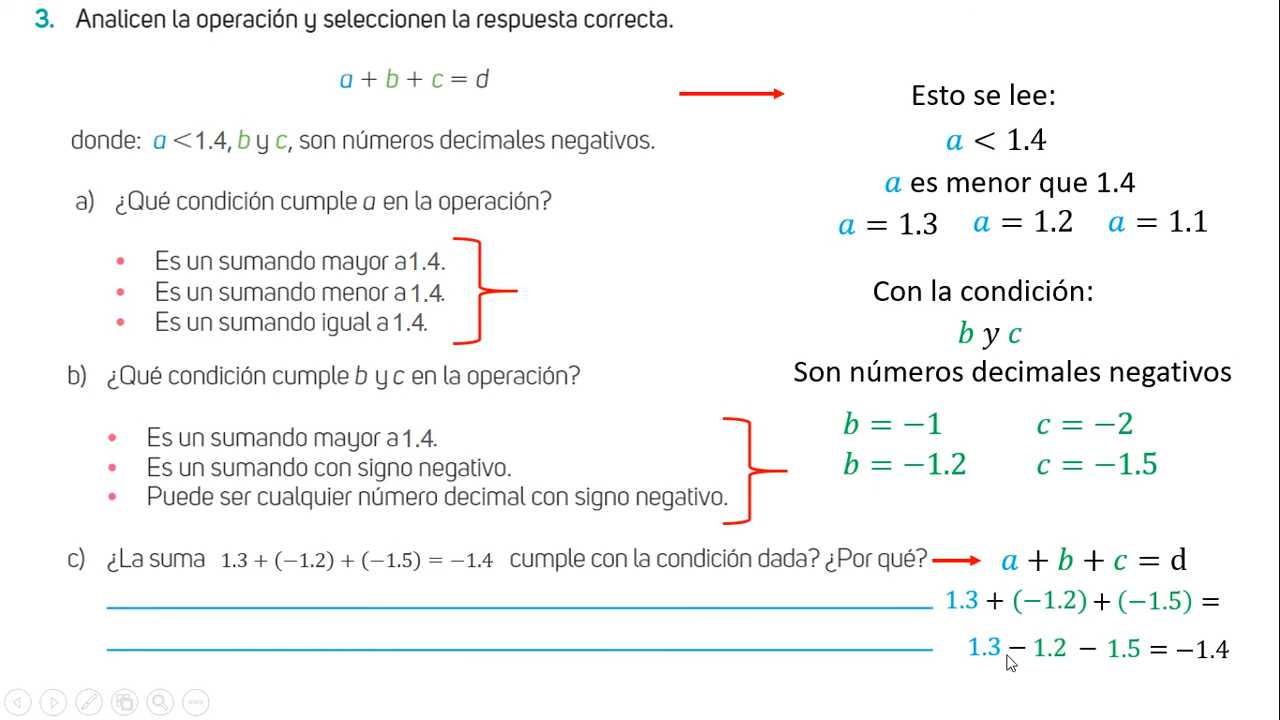 3. Analicen la operación y seleccionen la respuesta correcta.
a + b + c = d
donde: a < 1.4, b y c, son números decimales negativos.
a) ¿Qué condición cumple a en la operación?
• Es un sumando mayor a 1.4.
• Es un sumando menor a 1.4.
• Es un sumando igual a 1.4.
b) ¿Qué condición cumple b y c en la operación?
• Es un sumando mayor a 1.4.
• Es un sumando con signo negativo.
• Puede ser cualquier número decimal con signo negativo.
c) ¿La suma 1.3 + (−1.2) + (−1.5) = −1.4 cumple con la condición dada? ¿Por qué?
Esto se lee:
a < 1.4
a es menor que 1.4
a = 1.3 a = 1.2 a = 1.1
Con la condición:
b y c
Son números decimales negativos
b = −1 c = −2
b = −1.2 c = −1.5
a + b + c = d
1.3 + (−1.2) + (−1.5) =
1.3 − 1.2 − 1.5 = −1.4